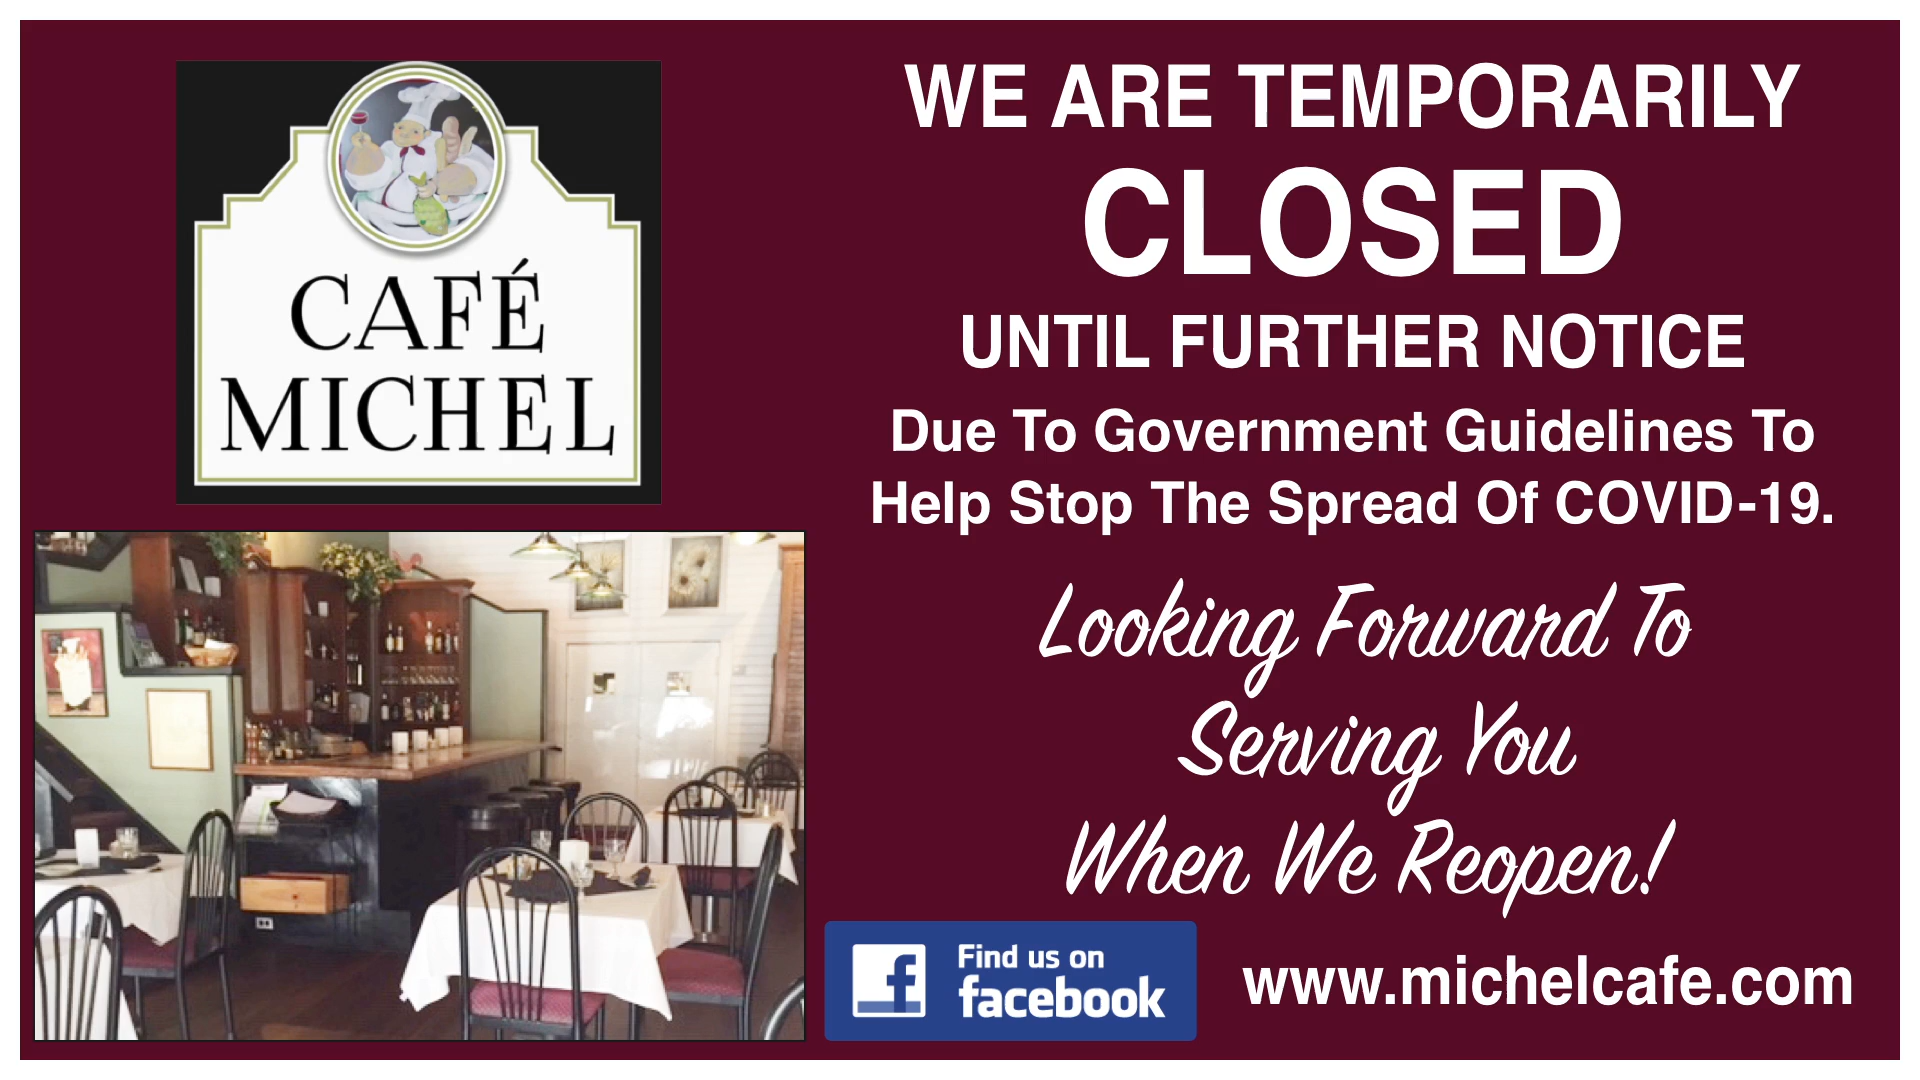 CAFÉ
MICHEL
WE ARE TEMPORARILY
CLOSED
UNTIL FURTHER NOTICE
Due To Government Guidelines To
Help Stop The Spread Of COVID-19.
Looking Forward To
Serving You
When We Reopen!
Find us on
facebook
www.michelcafe.com